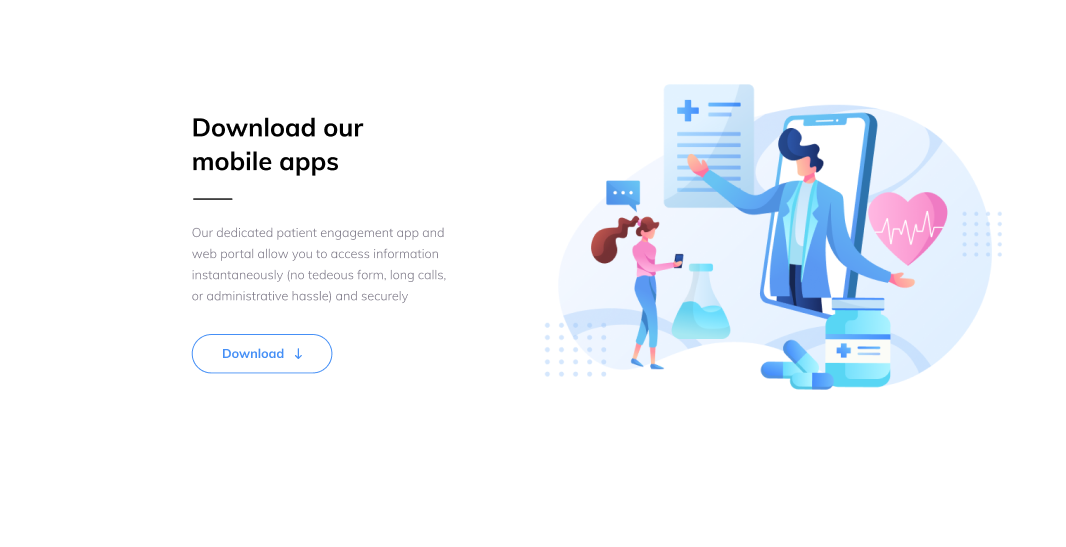 Download our
mobile apps
Our dedicated patient engagement app and
web portal allow you to access information
instantaneously (no tedeous form, long calls,
or administrative hassle) and securely
Download ↓